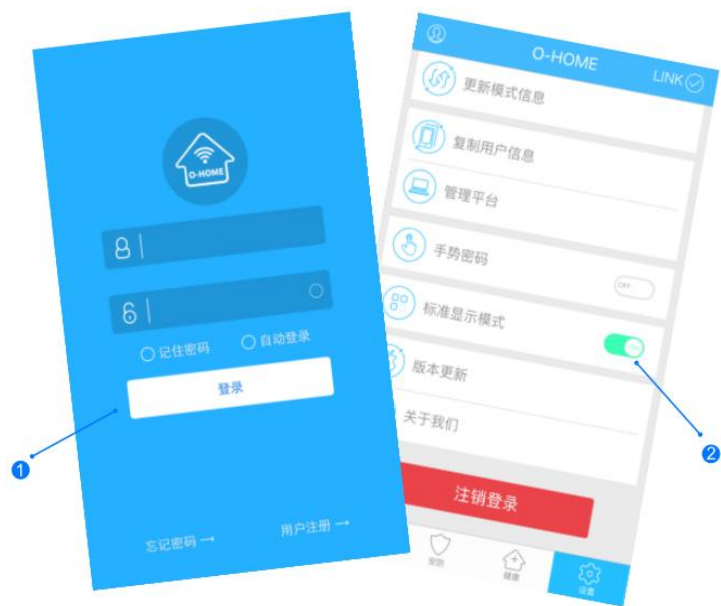 O-HOME
记住密码
自动登录
登录
忘记密码→
用户注册→
1
O-HOME
LINK
更新模式信息
复制用户信息
管理平台
手势密码
OFF
标准显示模式
版本更新
关于我们
注销登录
安防
健康
设置
2